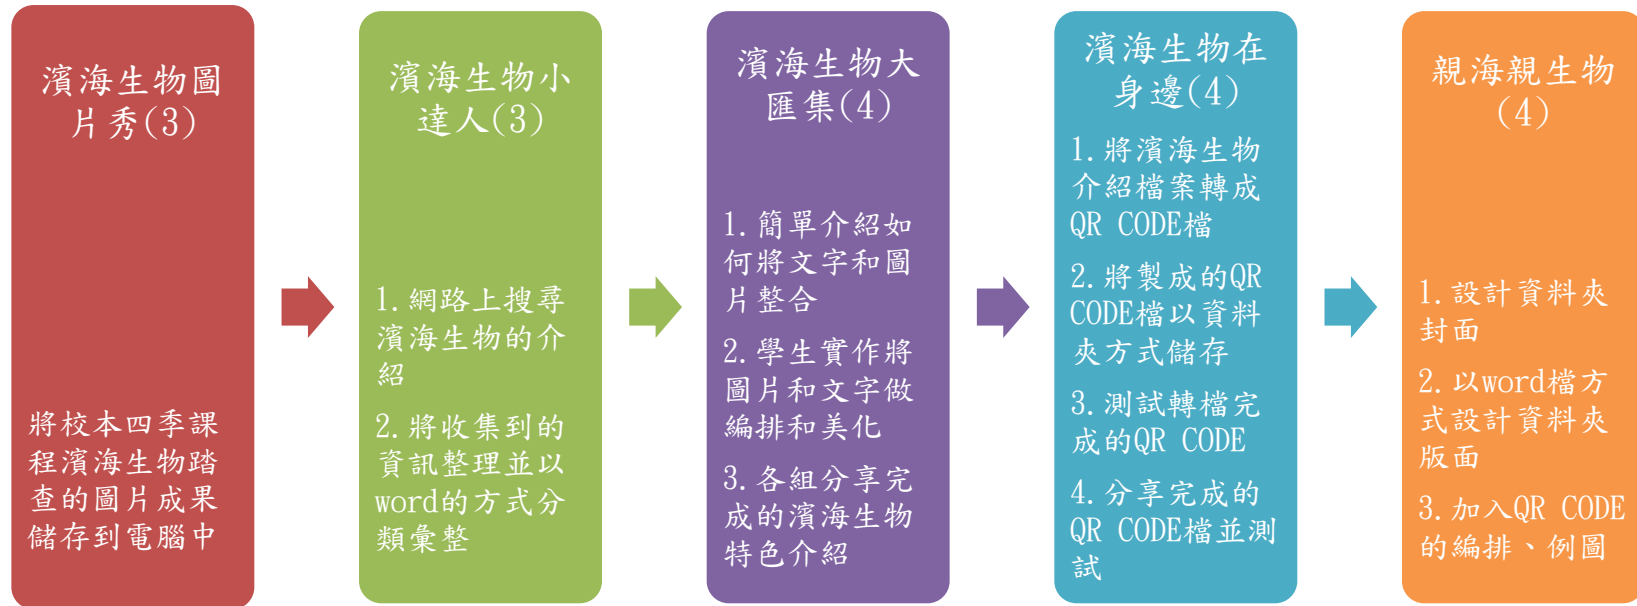 濱海生物圖
片秀(3)
將校本四季課
程濱海生物踏
查的圖片成果
儲存到電腦中
濱海生物小
達人(3)
1.網路上搜尋
濱海生物的介
紹
2.將收集到的
資訊整理並以
word的方式分
類彙整
濱海生物大
匯集(4)
1.簡單介紹如
何將文字和圖
片整合
2.學生實作將
圖片和文字做
編排和美化
3.各組分享完
成的濱海生物
特色介紹
濱海生物在
身邊(4)
1.將濱海生物
介紹檔案轉成
QR CODE檔
2.將製成的QR
CODE檔以資料
夾方式儲存
3.測試轉檔完
成的QR CODE
4.分享完成的
QR CODE檔並測
試
親海親生物
(4)
1.設計資料夾
封面
2.以word檔方
式設計資料夾
版面
3.加入QR CODE
的編排、例圖